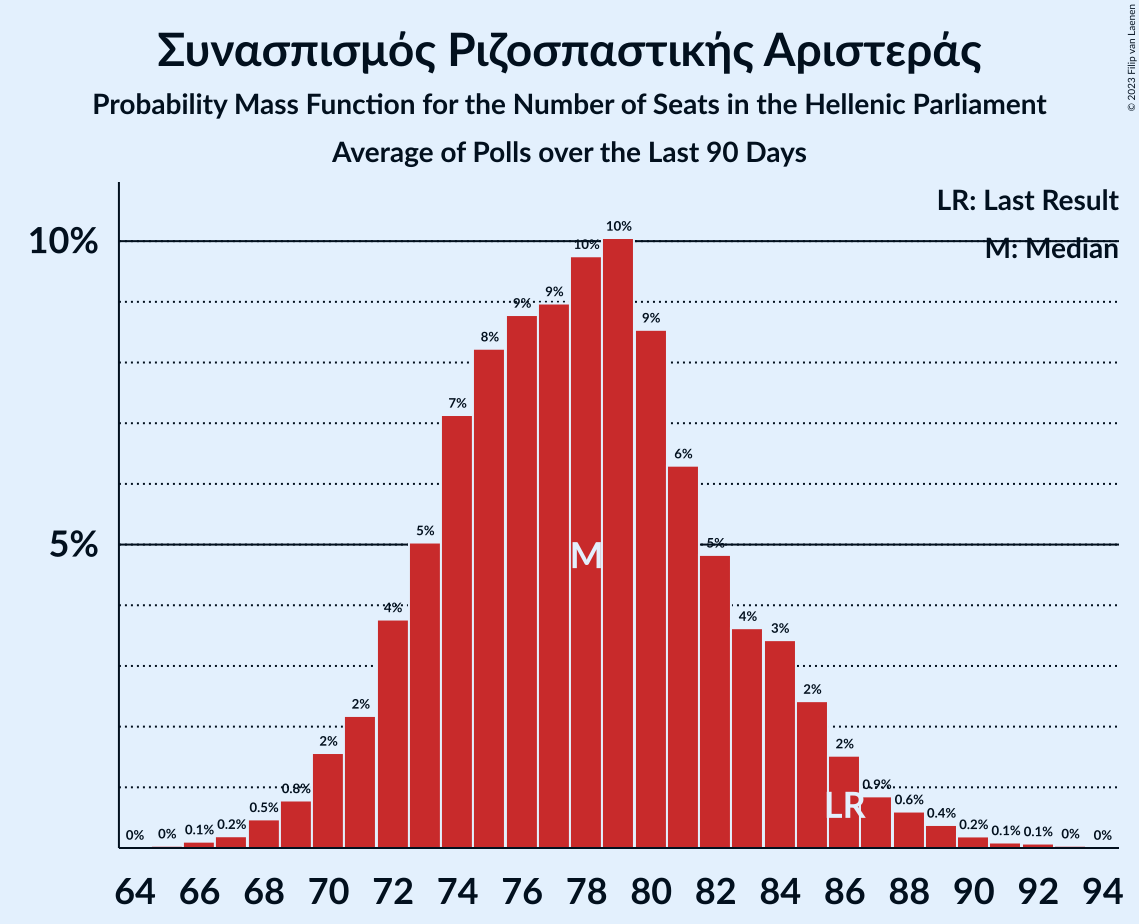 Συνασπισμός Ριζοσπαστικής Αριστεράς
Probability Mass Function for the Number of Seats in the Hellenic Parliament
Average of Polls over the Last 90 Days
© 2023 Filip van Laenen
LR: Last Result
M: Median
10%
5%
0% 0% 0.1% 0.2% 0.5% 0.8% 2% 2% 4% 5% 7% 8% 9% 9% 10% 10% 9% 6% 5% 4% 3% 2% 2% 0.9% 0.6% 0.4% 0.2% 0.1% 0.1% 0% 0%
M
LR
64 66 68 70 72 74 76 78 80 82 84 86 88 90 92 94